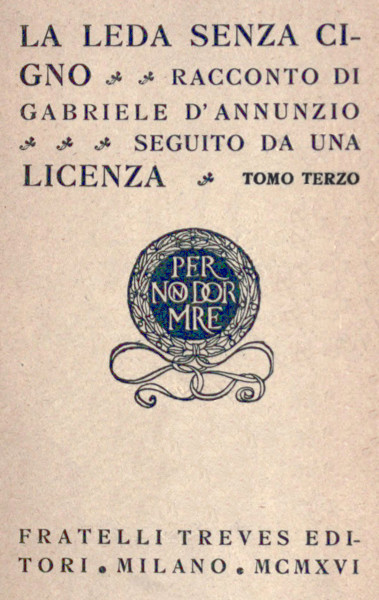 LA LEDA SENZA CI-
GNO RACCONTO DI
GABRIELE D'ANNUNZIO
SEGUITO DA UNA
LICENZA TOMO TERZO
PER
NON DOR
MIRE
FRATELLI TREVES EDI-
TORI. MILANO. MCMXVI